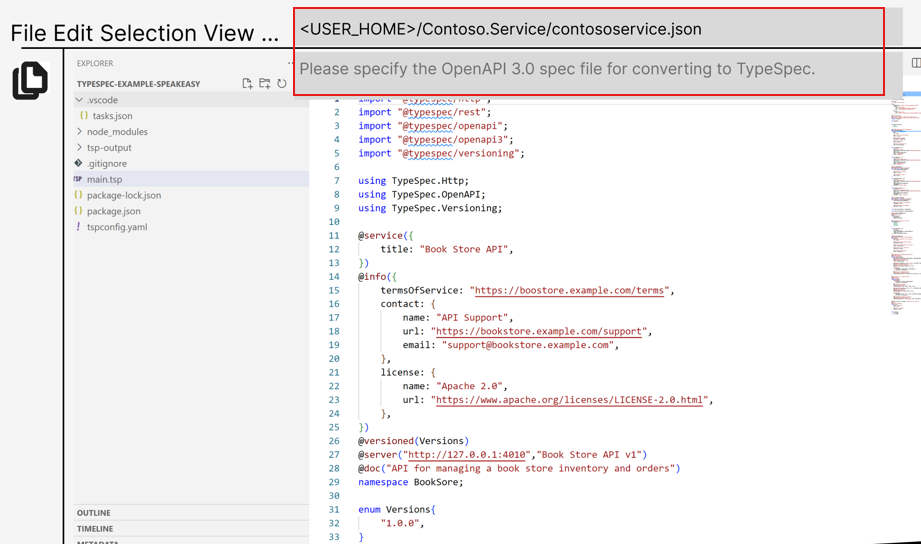 File Edit Selection View ...
<USER_HOME>/Contoso.Service/contososervice.json
Please specify the OpenAPI 3.0 spec file for converting to TypeSpec.
EXPLORER
TYPESPEC-EXAMPLE-SPEAKEASY
.vscode
tasks.json
node_modules
tsp-output
.gitignore
TSP main.tsp
package-lock.json
package.json
tspconfig.yaml
OUTLINE
TIMELINE
METADATA
1 import "@typespec/http";
2 import "@typespec/rest";
3 import "@typespec/openapi";
4 import "@typespec/openapi3";
5 import "@typespec/versioning";
6
7 using TypeSpec.Http;
8 using TypeSpec.OpenAPI;
9 using TypeSpec.Versioning;
10
11 @service({
12 title: "Book Store API",
13 })
14 @info({
15 termsOfService: "https://boostore.example.com/terms",
16 contact: {
17 name: "API Support",
18 url: "https://bookstore.example.com/support",
19 email: "support@bookstore.example.com",
20 },
21 license: {
22 name: "Apache 2.0",
23 url: "https://www.apache.org/licenses/LICENSE-2.0.html",
24 },
25 })
26 @versioned(Versions)
27 @server("http://127.0.0.1:4010","Book Store API v1")
28 @doc("API for managing a book store inventory and orders")
29 namespace BookSore;
30
31 enum Versions{
32 "1.0.0",
33 }